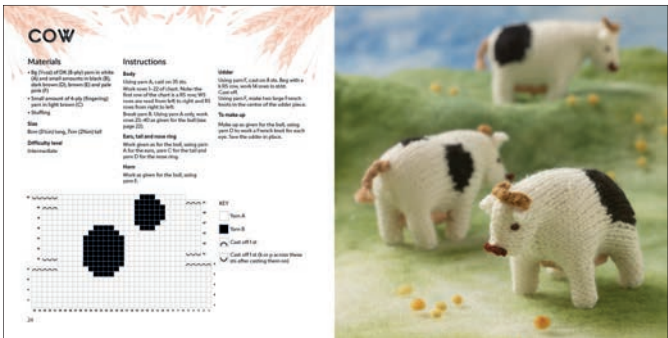 COW
Materials
• 8g (⅓oz) of DK (8-ply) yarn in white
(A) and small amounts in black (B),
dark brown (D), brown (E) and pale
pink (F)
• Small amount of 4-ply (fingering)
yarn in light brown (C)
• Stuffing
Size
8cm (3¼in) long, 7cm (2¾in) tall
Difficulty level
Intermediate
Instructions
Body
Using yarn A, cast on 35 sts.
Work rows 1–22 of chart. Note: the
first row of the chart is a RS row; WS
rows are read from left to right and RS
rows from right to left.
Break yarn B. Using yarn A only, work
rows 23–40 as given for the bull (see
page 22).
Ears, tail and nose ring
Work as given for the bull, using yarn
A for the ears, yarn C for the tail and
yarn D for the nose ring.
Horn
Work as given for the bull, using
yarn E.
Udder
Using yarn F, cast on 8 sts. Beg with a
k RS row, work 14 rows in st st.
Cast off.
Using yarn F, make two large French
knots in the centre of the udder piece.
To make up
Make up as given for the bull, using
yarn D to work a French knot for each
eye. Sew the udder in place.
KEY
Yarn A
Yarn B
Cast off 1 st
Cast on 1 st (k or p across these
sts after casting them on)
24